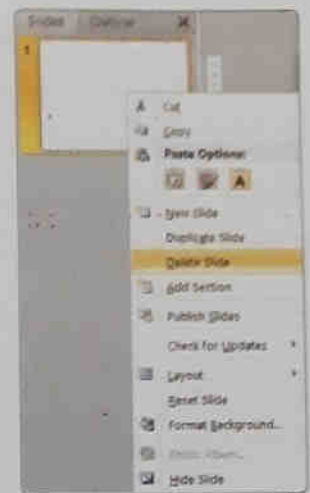 Slides Outline
1
Cut
Copy
Paste Options:
A
New Slide
Duplicate Slide
Delete Slide
Add Section
Publish Slides
Check for Updates
Layout
Reset Slide
Format Background...
Hide Slide